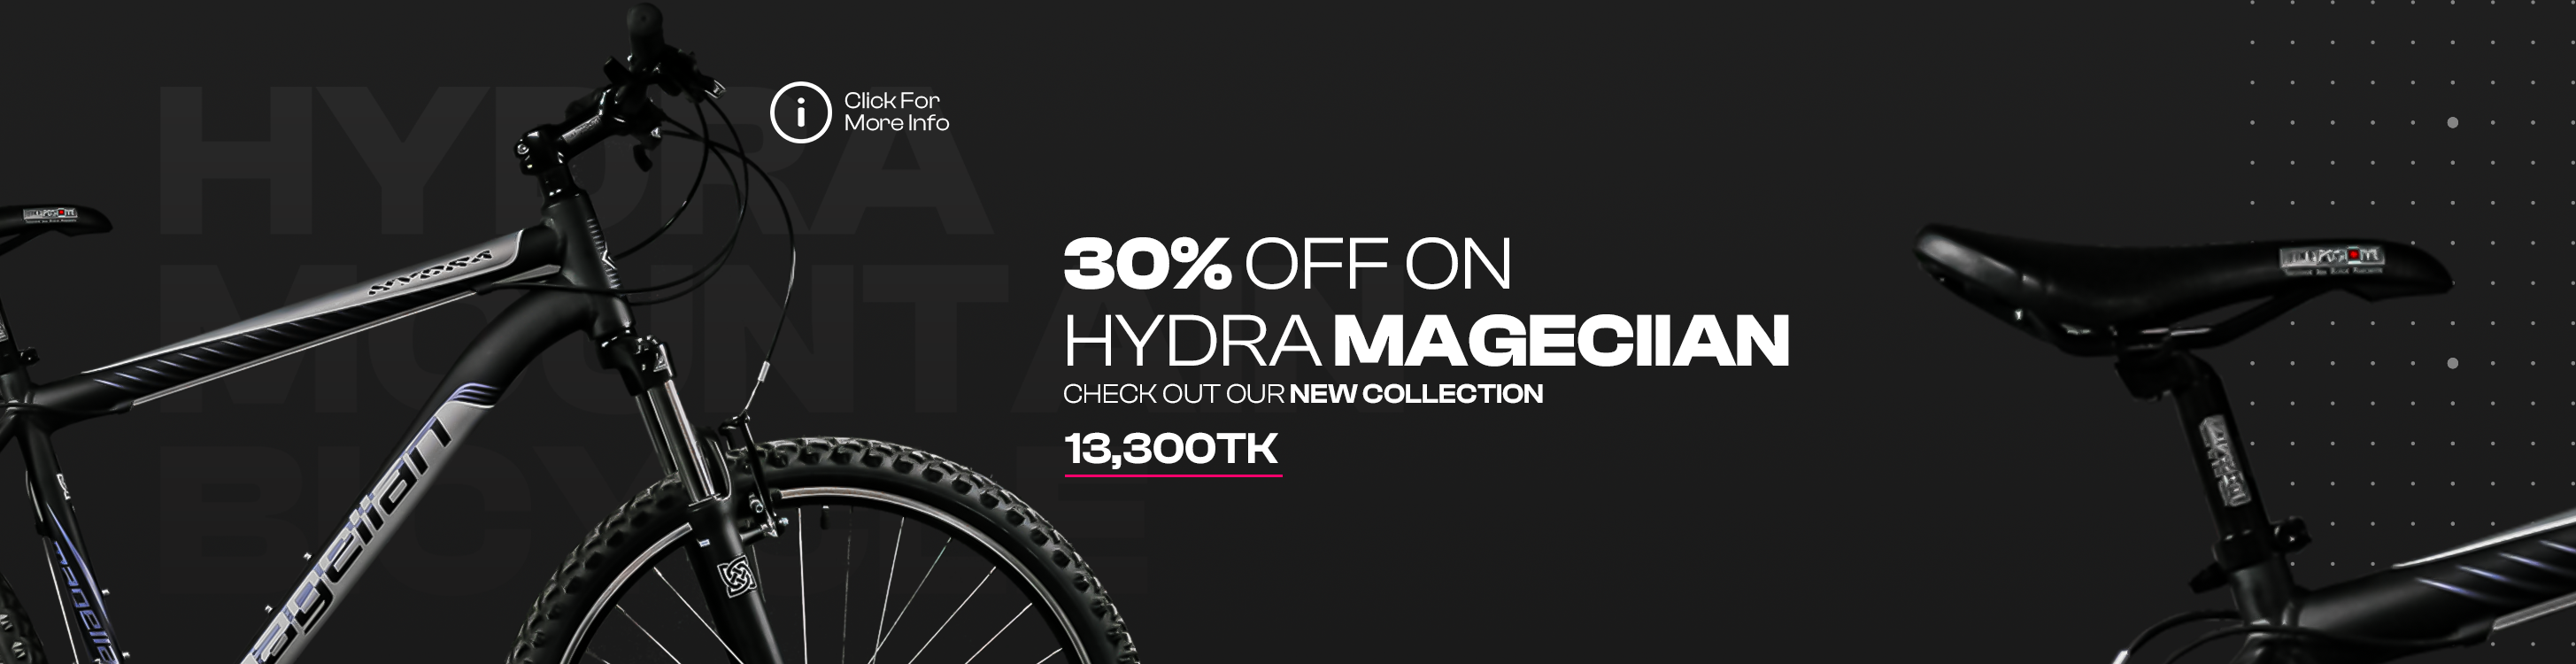 HYDRA
MOUNTAIN
BICYCLE
Click For
More Info
30% OFF ON
HYDRA MAGECIIAN
CHECK OUT OUR NEW COLLECTION
13,300TK
HYDRA